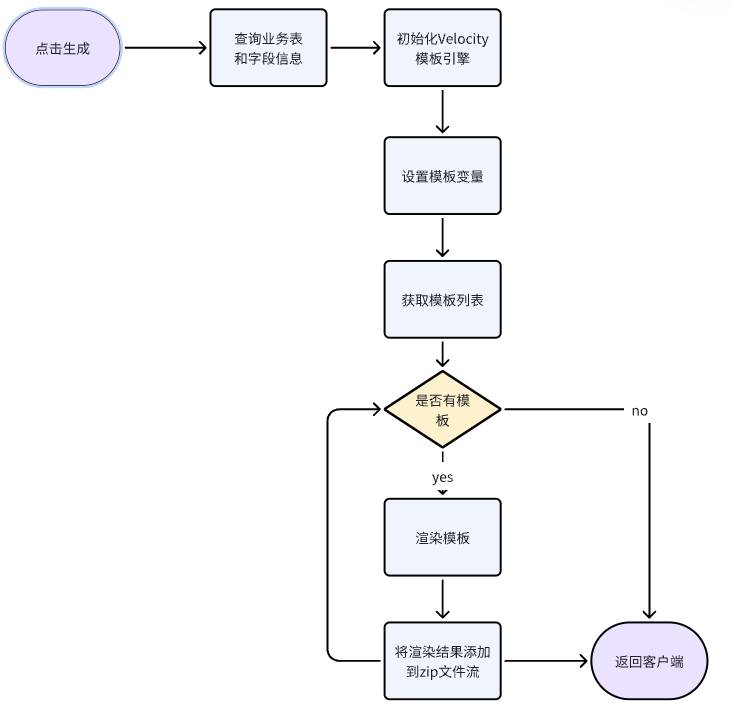 点击生成
查询业务表
和字段信息
初始化Velocity
模板引擎
设置模板变量
获取模板列表
是否有模
板
no
yes
渲染模板
将渲染结果添加
到zip文件流
返回客户端